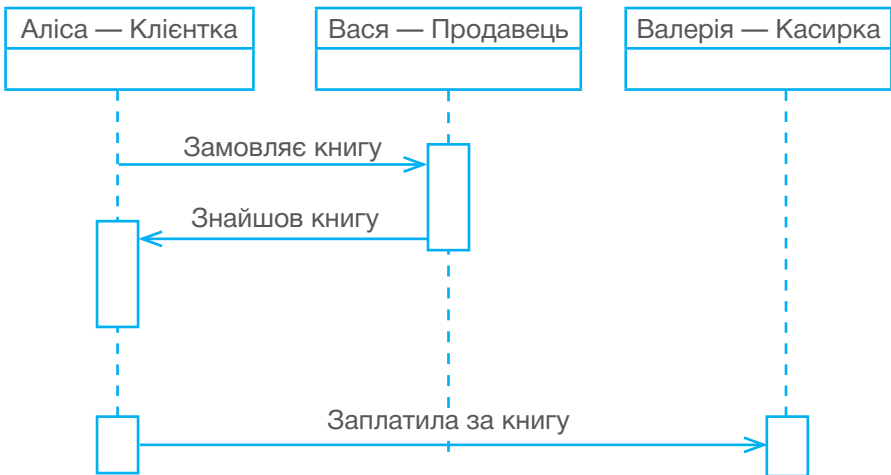 Аліса — Клієнтка
Вася — Продавець
Валерія — Касирка
Замовляє книгу
Знайшов книгу
Заплатила за книгу